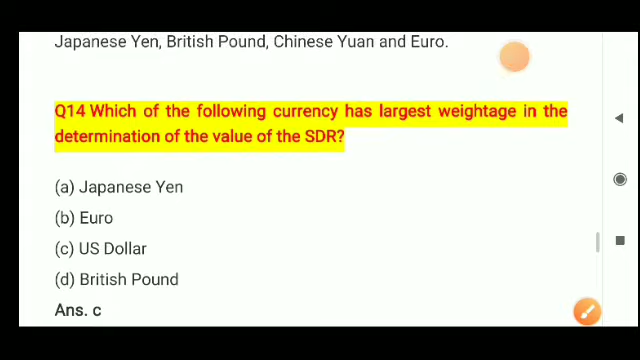 Japanese Yen, British Pound, Chinese Yuan and Euro.
Q14 Which of the following currency has largest weightage in the
determination of the value of the SDR?
(a) Japanese Yen
(b) Euro
(c) US Dollar
(d) British Pound
Ans. c